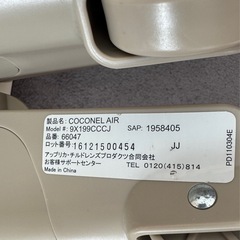 製品名: COCONEL AIR
Model #: 9X199CCCJ SAP: 1958405
品番: 66047
ロット番号:16121500454 JJ
アップリカ・チルドレンズプロダクツ合同会社
お客様サポートセンター
TEL 0120(415)814
Made in China
PD110304E